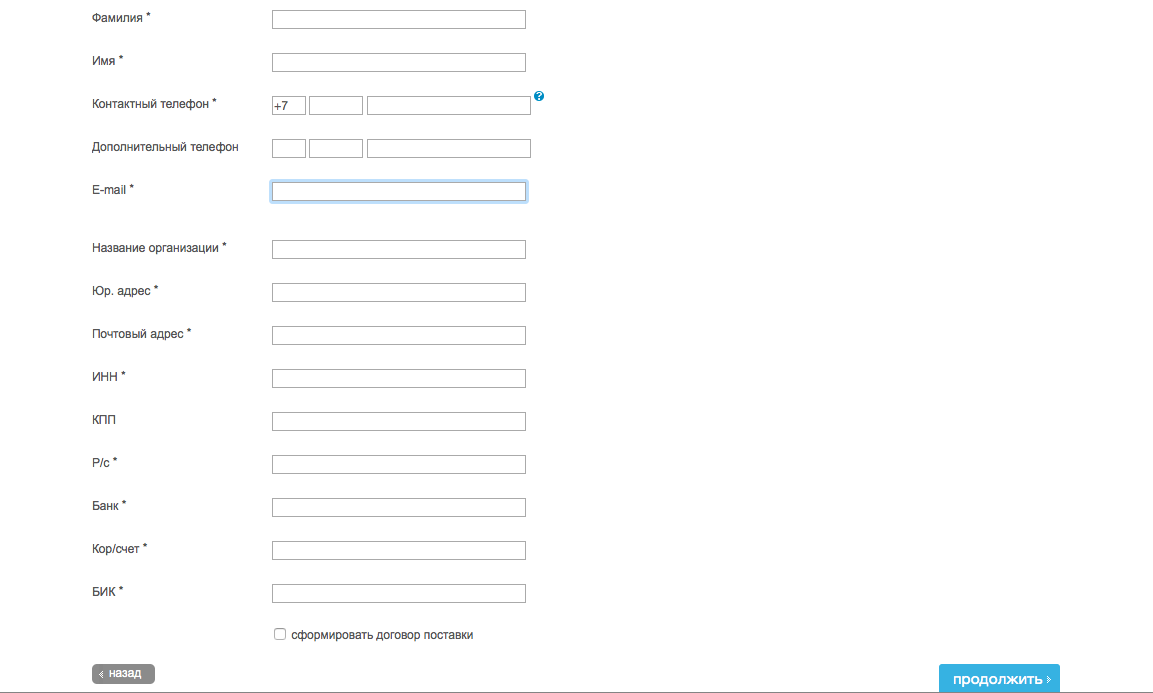 Фамилия *
Имя *
Контактный телефон * +7 ?
Дополнительный телефон
E-mail *
Название организации *
Юр. адрес *
Почтовый адрес *
ИНН *
КПП
Р/с *
Банк *
Кор/счет *
БИК *
сформировать договор поставки
назад
продолжить